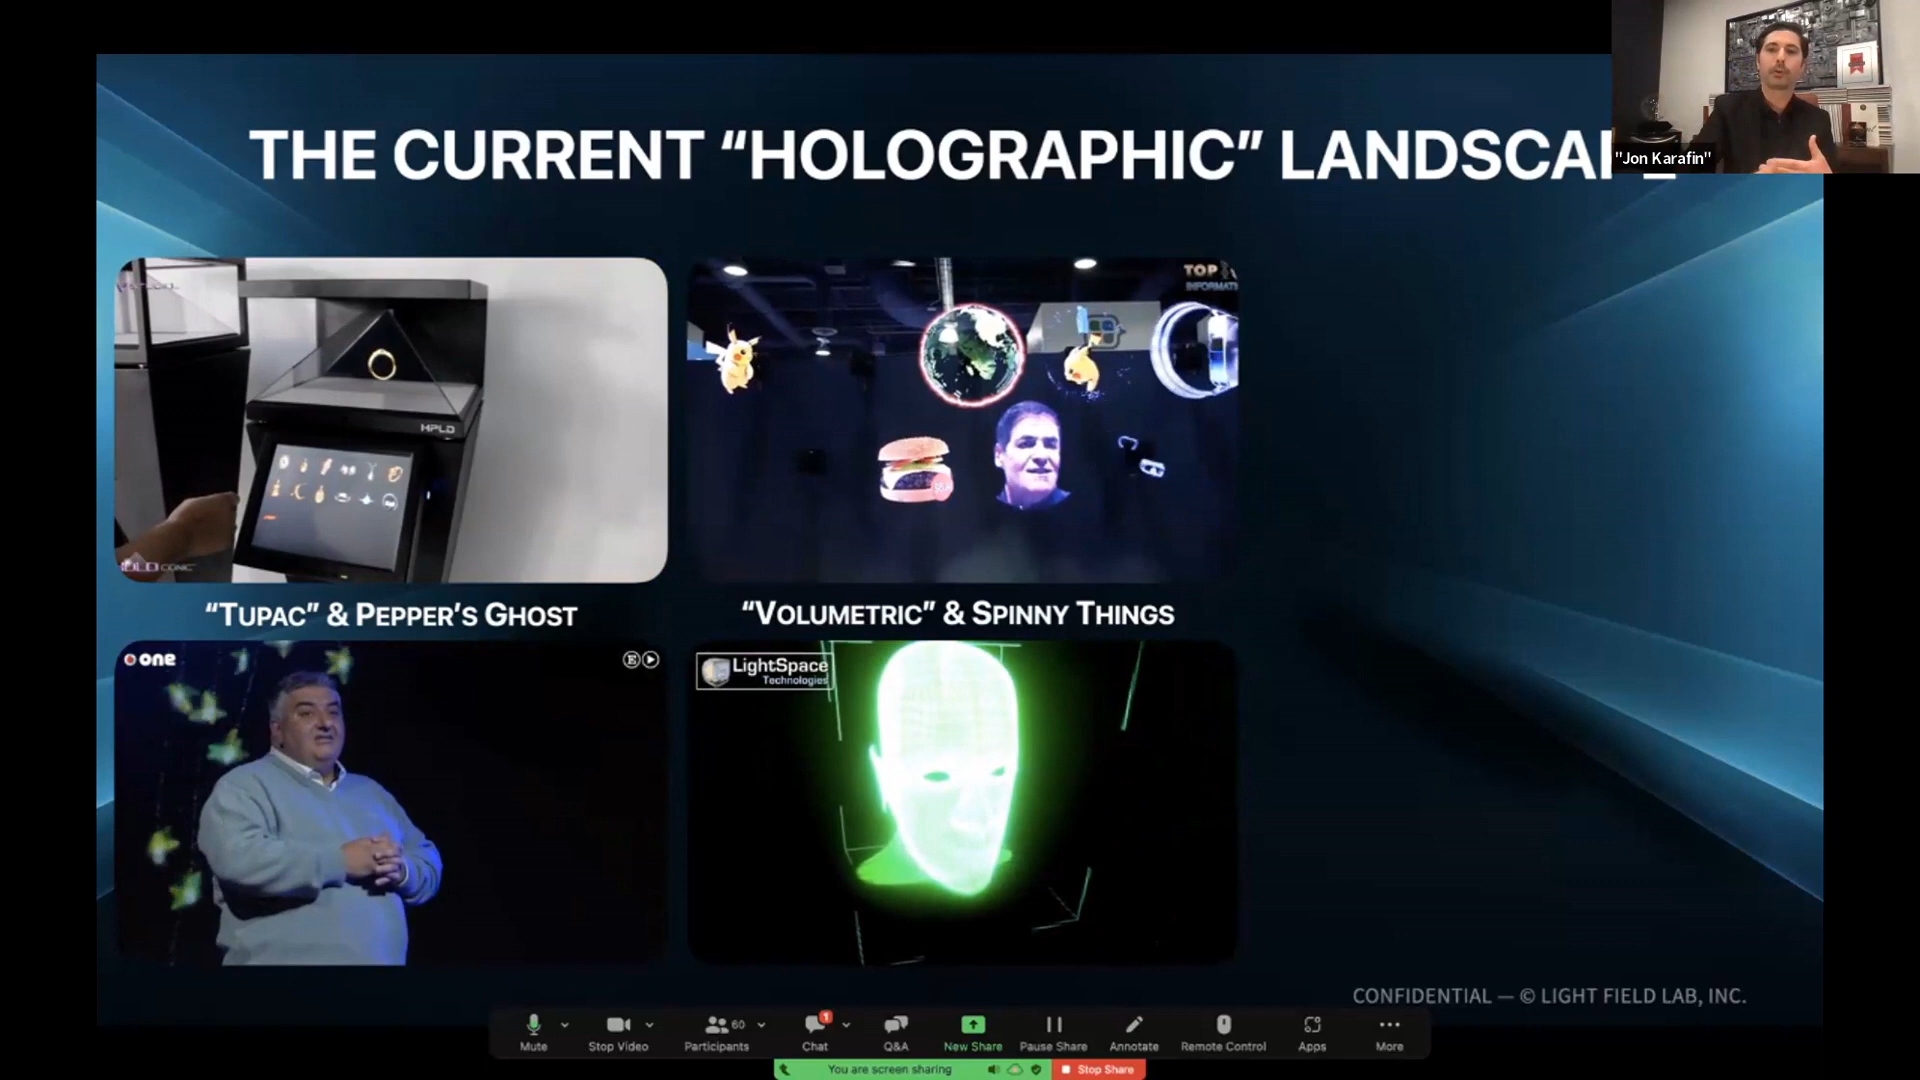 THE CURRENT “HOLOGRAPHIC” LANDSCAPE
"Jon Karafin"
HPLD
TOP
INFORMATI
“TUPAC” & PEPPER’S GHOST
“VOLUMETRIC” & SPINNY THINGS
one
E
LightSpace
Technologies
CONFIDENTIAL — © LIGHT FIELD LAB, INC.
60
1
Mute
Stop Video
Participants
Chat
Q&A
New Share
Pause Share
Annotate
Remote Control
Apps
More
You are screen sharing
Stop Share